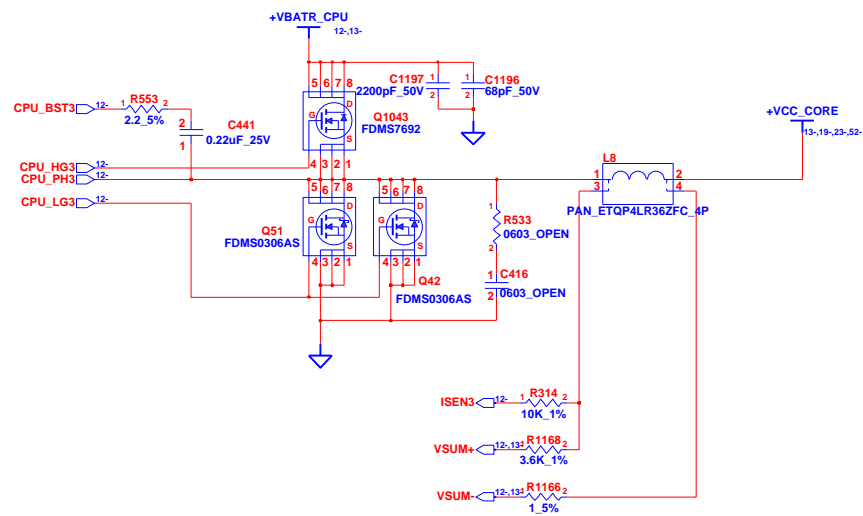 +VBATR_CPU
12-,13-
5 6 7 8
C1197
1 2
2200pF_50V
C1196
1 2
68pF_50V
CPU_BST3
12-
1 R553 2
2.2_5%
D
G
S
Q1043
FDMS7692
2
C441
0.22uF_25V
1
4 3 2 1
CPU_HG3
12-
CPU_PH3
12-
CPU_LG3
12-
+VCC_CORE
13-,19-,23-,52-
L8
1 2
3 4
PAN_ETQP4LR36ZFC_4P
5 6 7 8
D
G
S
Q51
FDMS0306AS
4 3 2 1
5 6 7 8
D
G
S
4 3 2 1
Q42
FDMS0306AS
1
R533
0603_OPEN
2
1
C416
2
0603_OPEN
ISEN3
12-
1 R314 2
10K_1%
VSUM+
12-,13-
1 R1168 2
3.6K_1%
VSUM-
12-,13-
1 R1166 2
1_5%